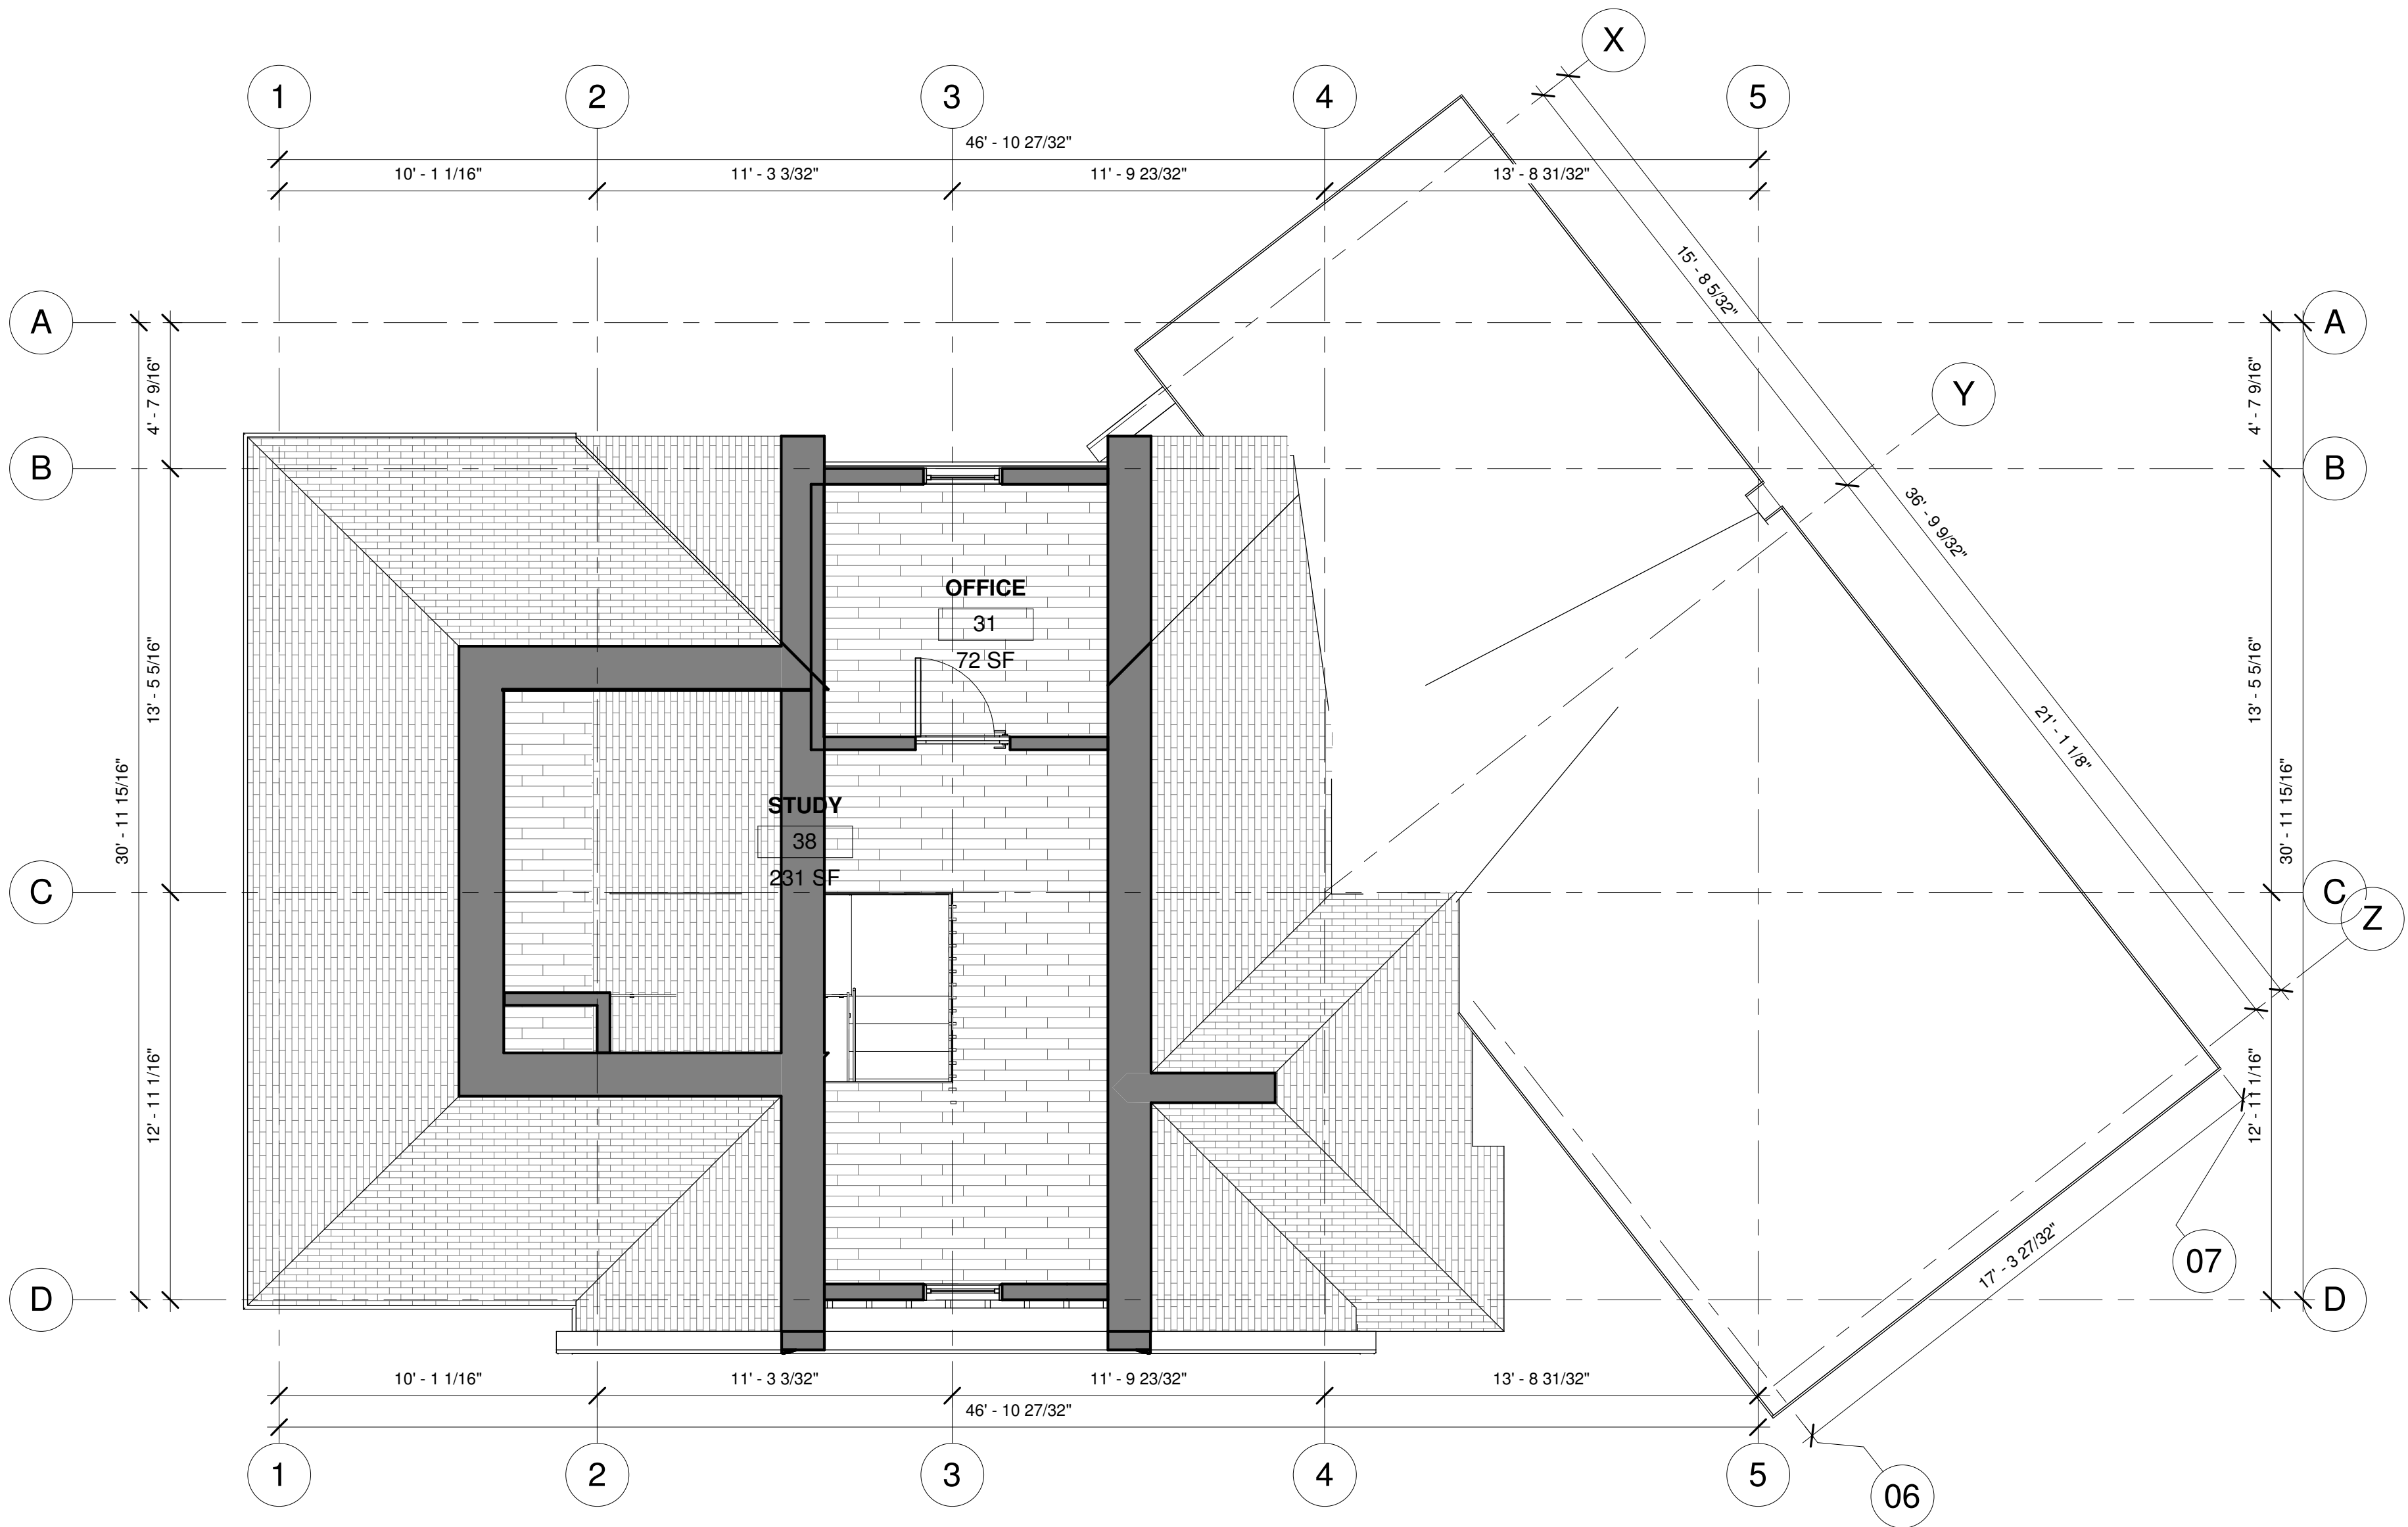 X
1
2
3
4
5
46' - 10 27/32"
10' - 1 1/16"
11' - 3 3/32"
11' - 9 23/32"
13' - 8 31/32"
15' - 8 5/32"
A
A
4' - 7 9/16"
4' - 7 9/16"
Y
B
B
36' - 9 9/32"
OFFICE
31
72 SF
13' - 5 5/16"
13' - 5 5/16"
21' - 1 1/8"
STUDY
38
231 SF
30' - 11 15/16"
30' - 11 15/16"
C
C
Z
12' - 11 1/16"
12' - 11 1/16"
17' - 3 27/32"
07
D
D
10' - 1 1/16"
11' - 3 3/32"
11' - 9 23/32"
13' - 8 31/32"
46' - 10 27/32"
1
2
3
4
5
06